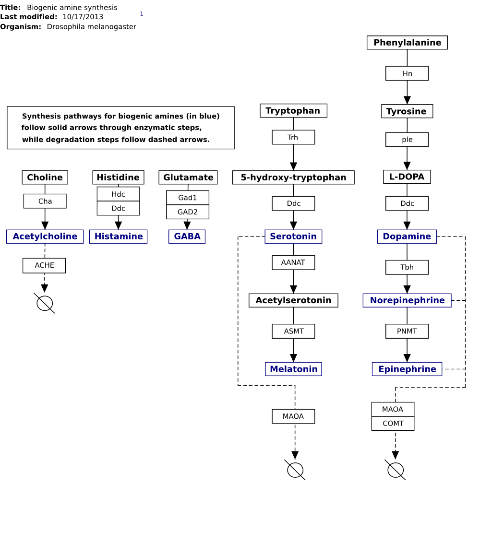 Title: Biogenic amine synthesis
Last modified: 10/17/2013 1
Organism: Drosophila melanogaster
Phenylalanine
Hn
Synthesis pathways for biogenic amines (in blue)
follow solid arrows through enzymatic steps,
while degradation steps follow dashed arrows.
Tryptophan
Tyrosine
Trh
ple
Choline
Histidine
Glutamate
5-hydroxy-tryptophan
L-DOPA
Cha
Hdc
Ddc
Gad1
GAD2
Ddc
Ddc
Acetylcholine
Histamine
GABA
Serotonin
Dopamine
ACHE
AANAT
Tbh
Acetylserotonin
Norepinephrine
ASMT
PNMT
Melatonin
Epinephrine
MAOA
MAOA
COMT